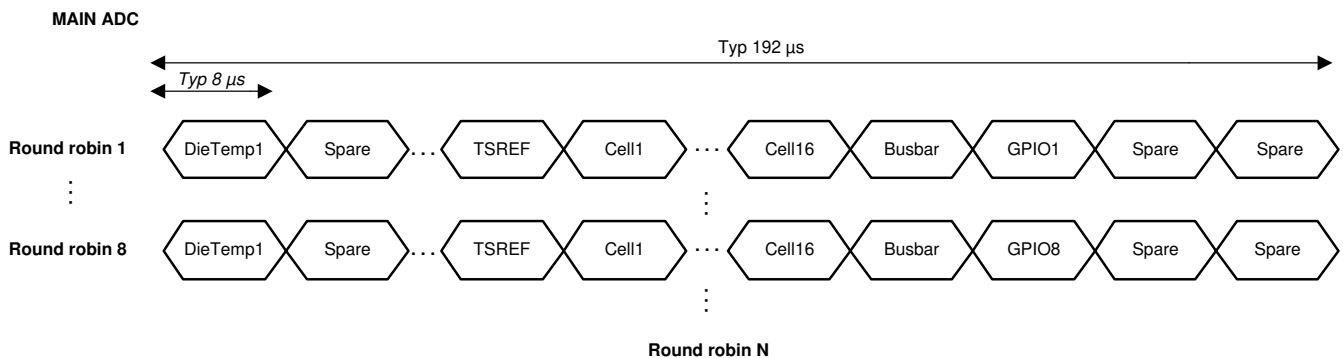 MAIN ADC
Typ 192 µs
Typ 8 µs
Round robin 1 DieTemp1 Spare ... TSREF Cell1 ... Cell16 Busbar GPIO1 Spare Spare
Round robin 8 DieTemp1 Spare ... TSREF Cell1 ... Cell16 Busbar GPIO8 Spare Spare
Round robin N